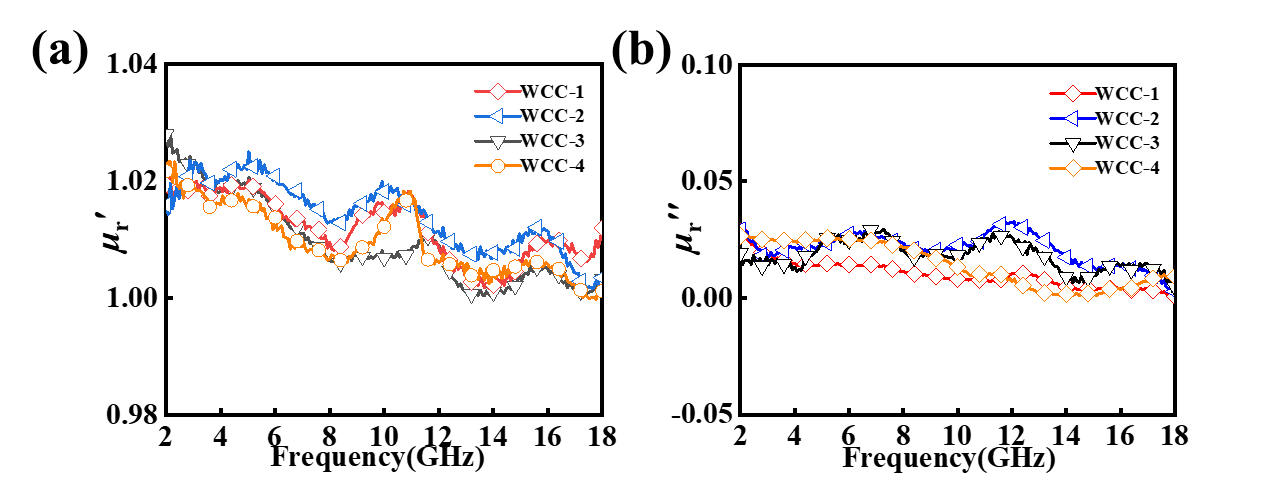 (a)
1.04
1.02
1.00
0.98
μr′
WCC-1
WCC-2
WCC-3
WCC-4
2 4 6 8 10 12 14 16 18
Frequency(GHz)
(b)
0.10
0.05
0.00
-0.05
μr″
WCC-1
WCC-2
WCC-3
WCC-4
2 4 6 8 10 12 14 16 18
Frequency(GHz)